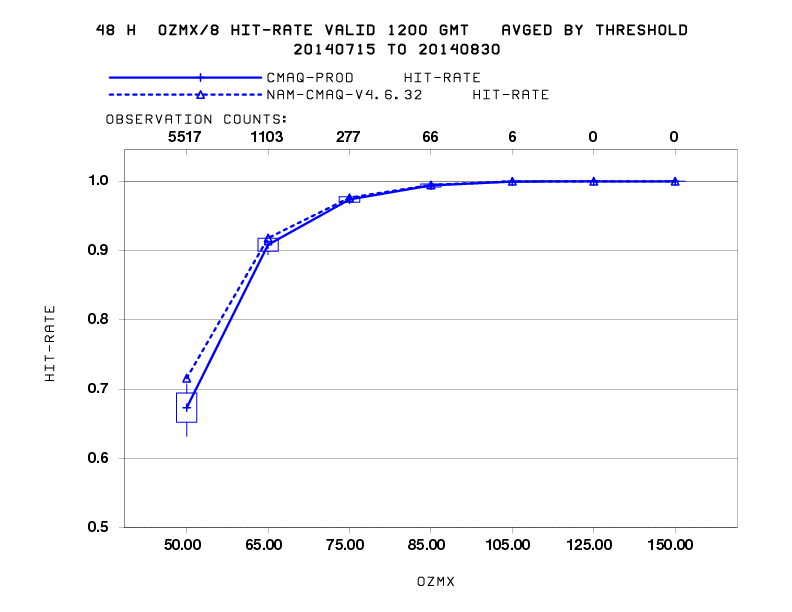 48 H  OZMX/8 HIT-RATE VALID 1200 GMT   AVGED BY THRESHOLD
20140715 TO 20140830
CMAQ-PROD HIT-RATE
NAM-CMAQ-V4.6.32 HIT-RATE
OBSERVATION COUNTS:
5517 1103 277 66 6 0 0
1.0
0.9
0.8
0.7
0.6
0.5
HIT-RATE
50.00 65.00 75.00 85.00 105.00 125.00 150.00
OZMX